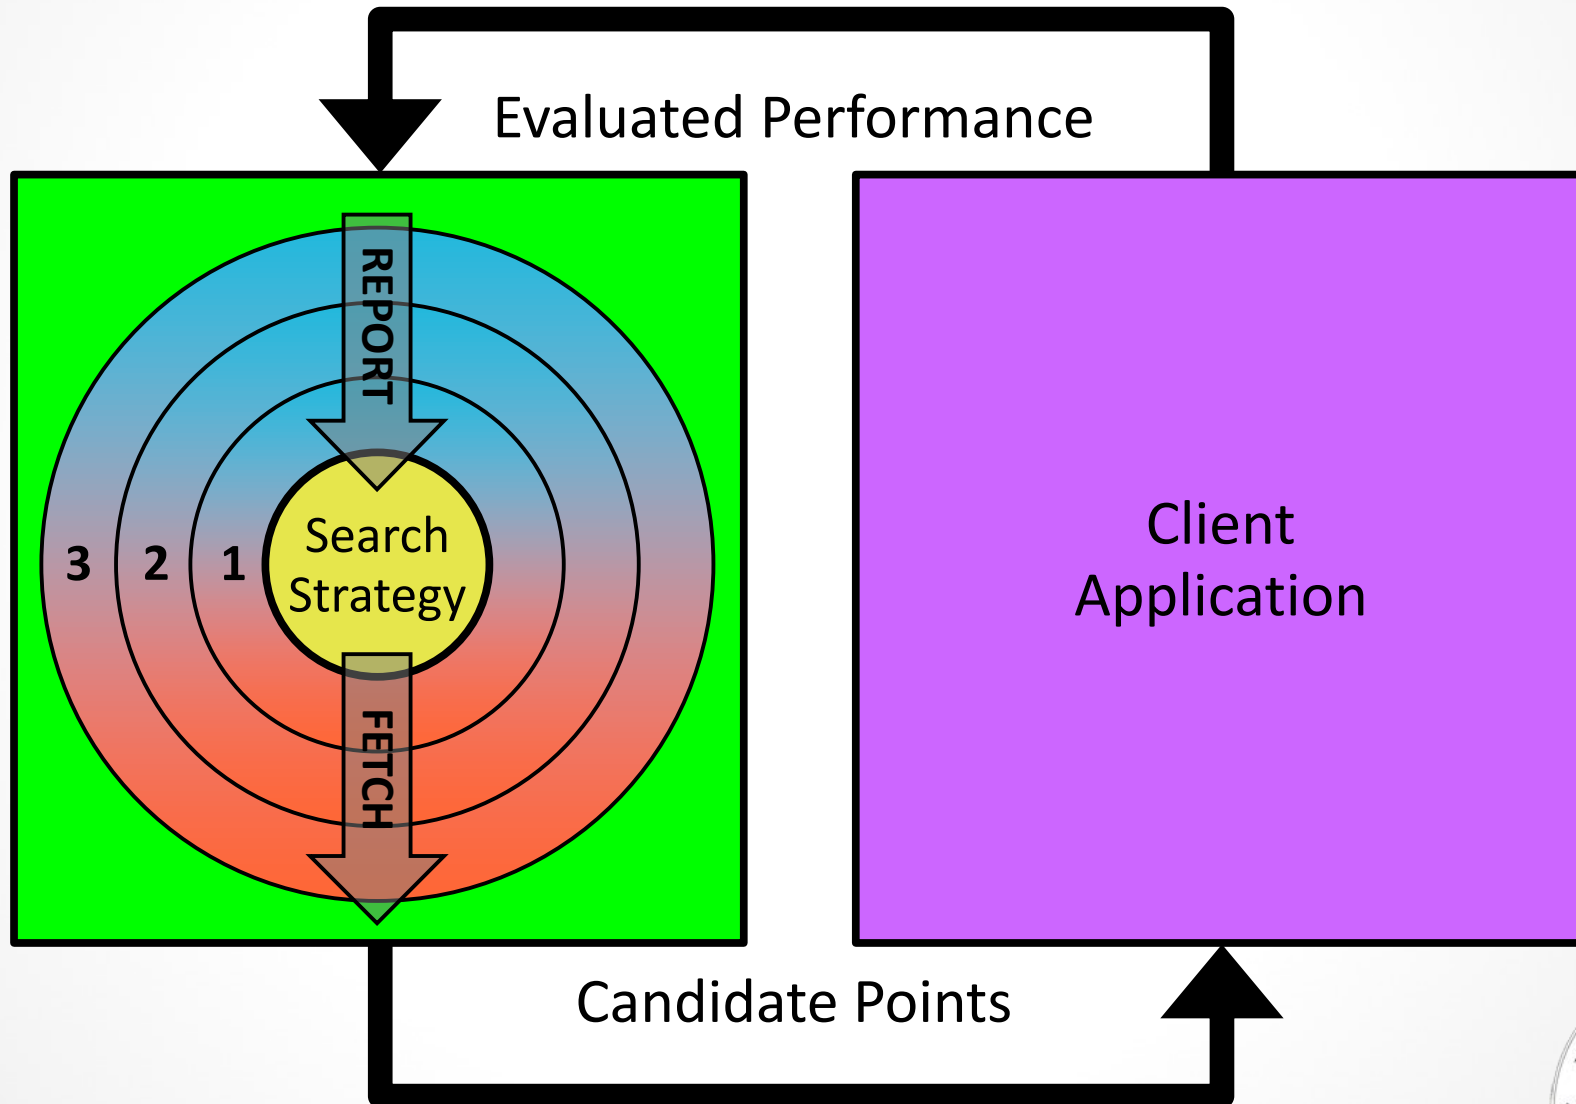 Evaluated Performance
REPORT
3 2 1
Search
Strategy
FETCH
Client
Application
Candidate Points